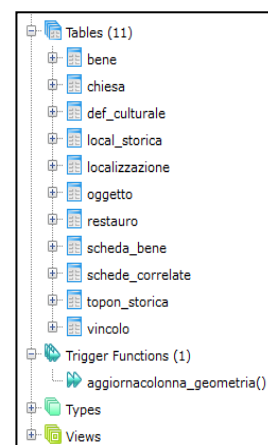 Tables (11)
bene
chiesa
def_culturale
local_storica
localizzazione
oggetto
restauro
scheda_bene
schede_correlate
topon_storica
vincolo
Trigger Functions (1)
aggiornacolonna_geometria()
Types
Views